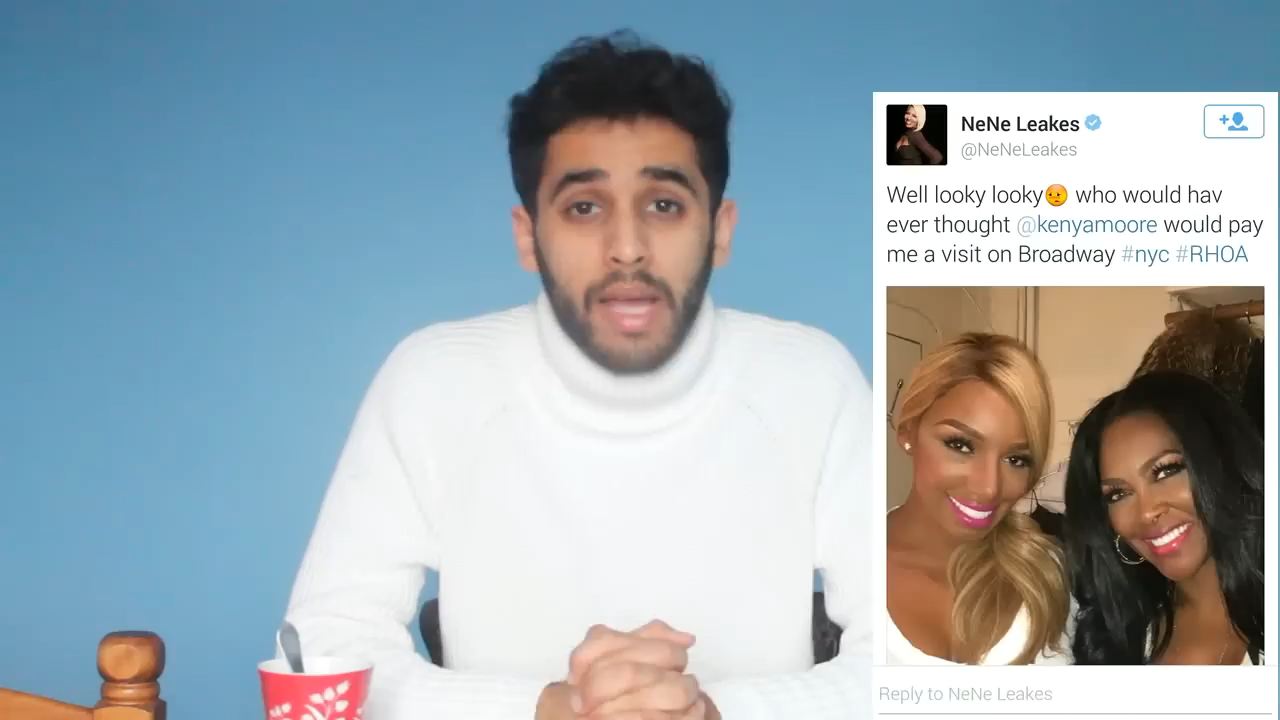 NeNe Leakes
@NeNeLeakes
Well looky looky😳 who would hav
ever thought @kenyamoore would pay
me a visit on Broadway #nyc #RHOA
Reply to NeNe Leakes